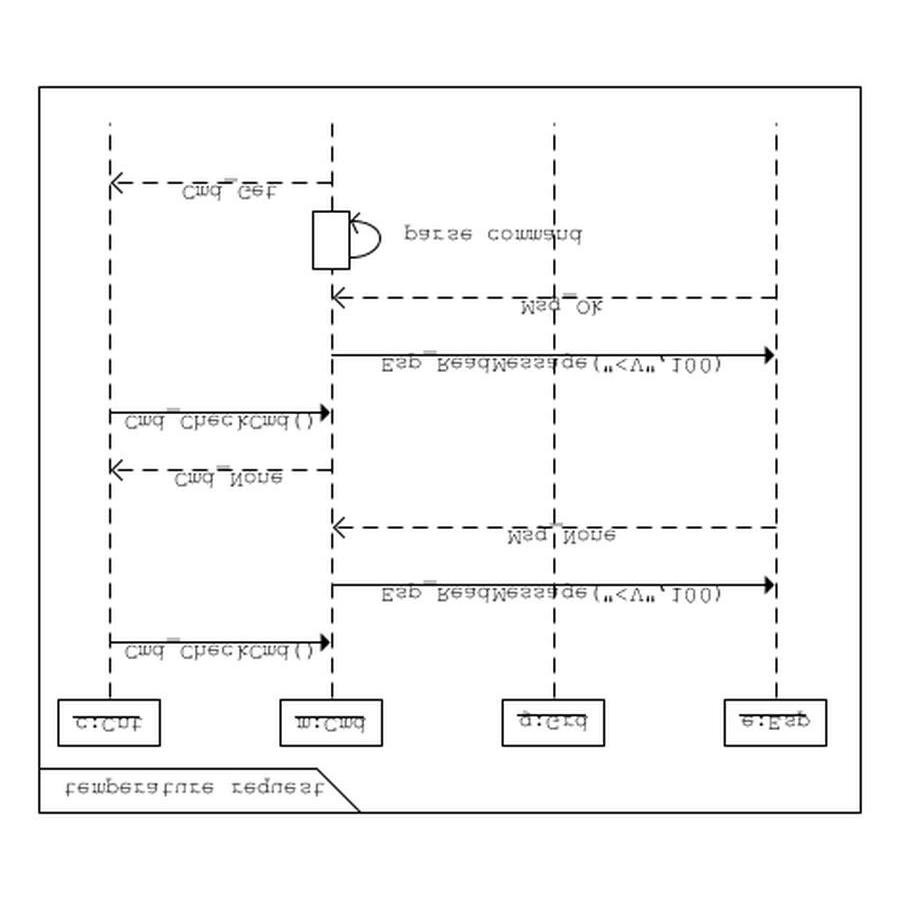 temperature request
c:Cnt
m:Cmd
g:Grd
e:Esp
Cmd_CheckCmd()
Esp_ReadMessage("<V",100)
Msg_None
Cmd_None
Cmd_CheckCmd()
Esp_ReadMessage("<V",100)
Msg_Ok
parse command
Cmd_Get